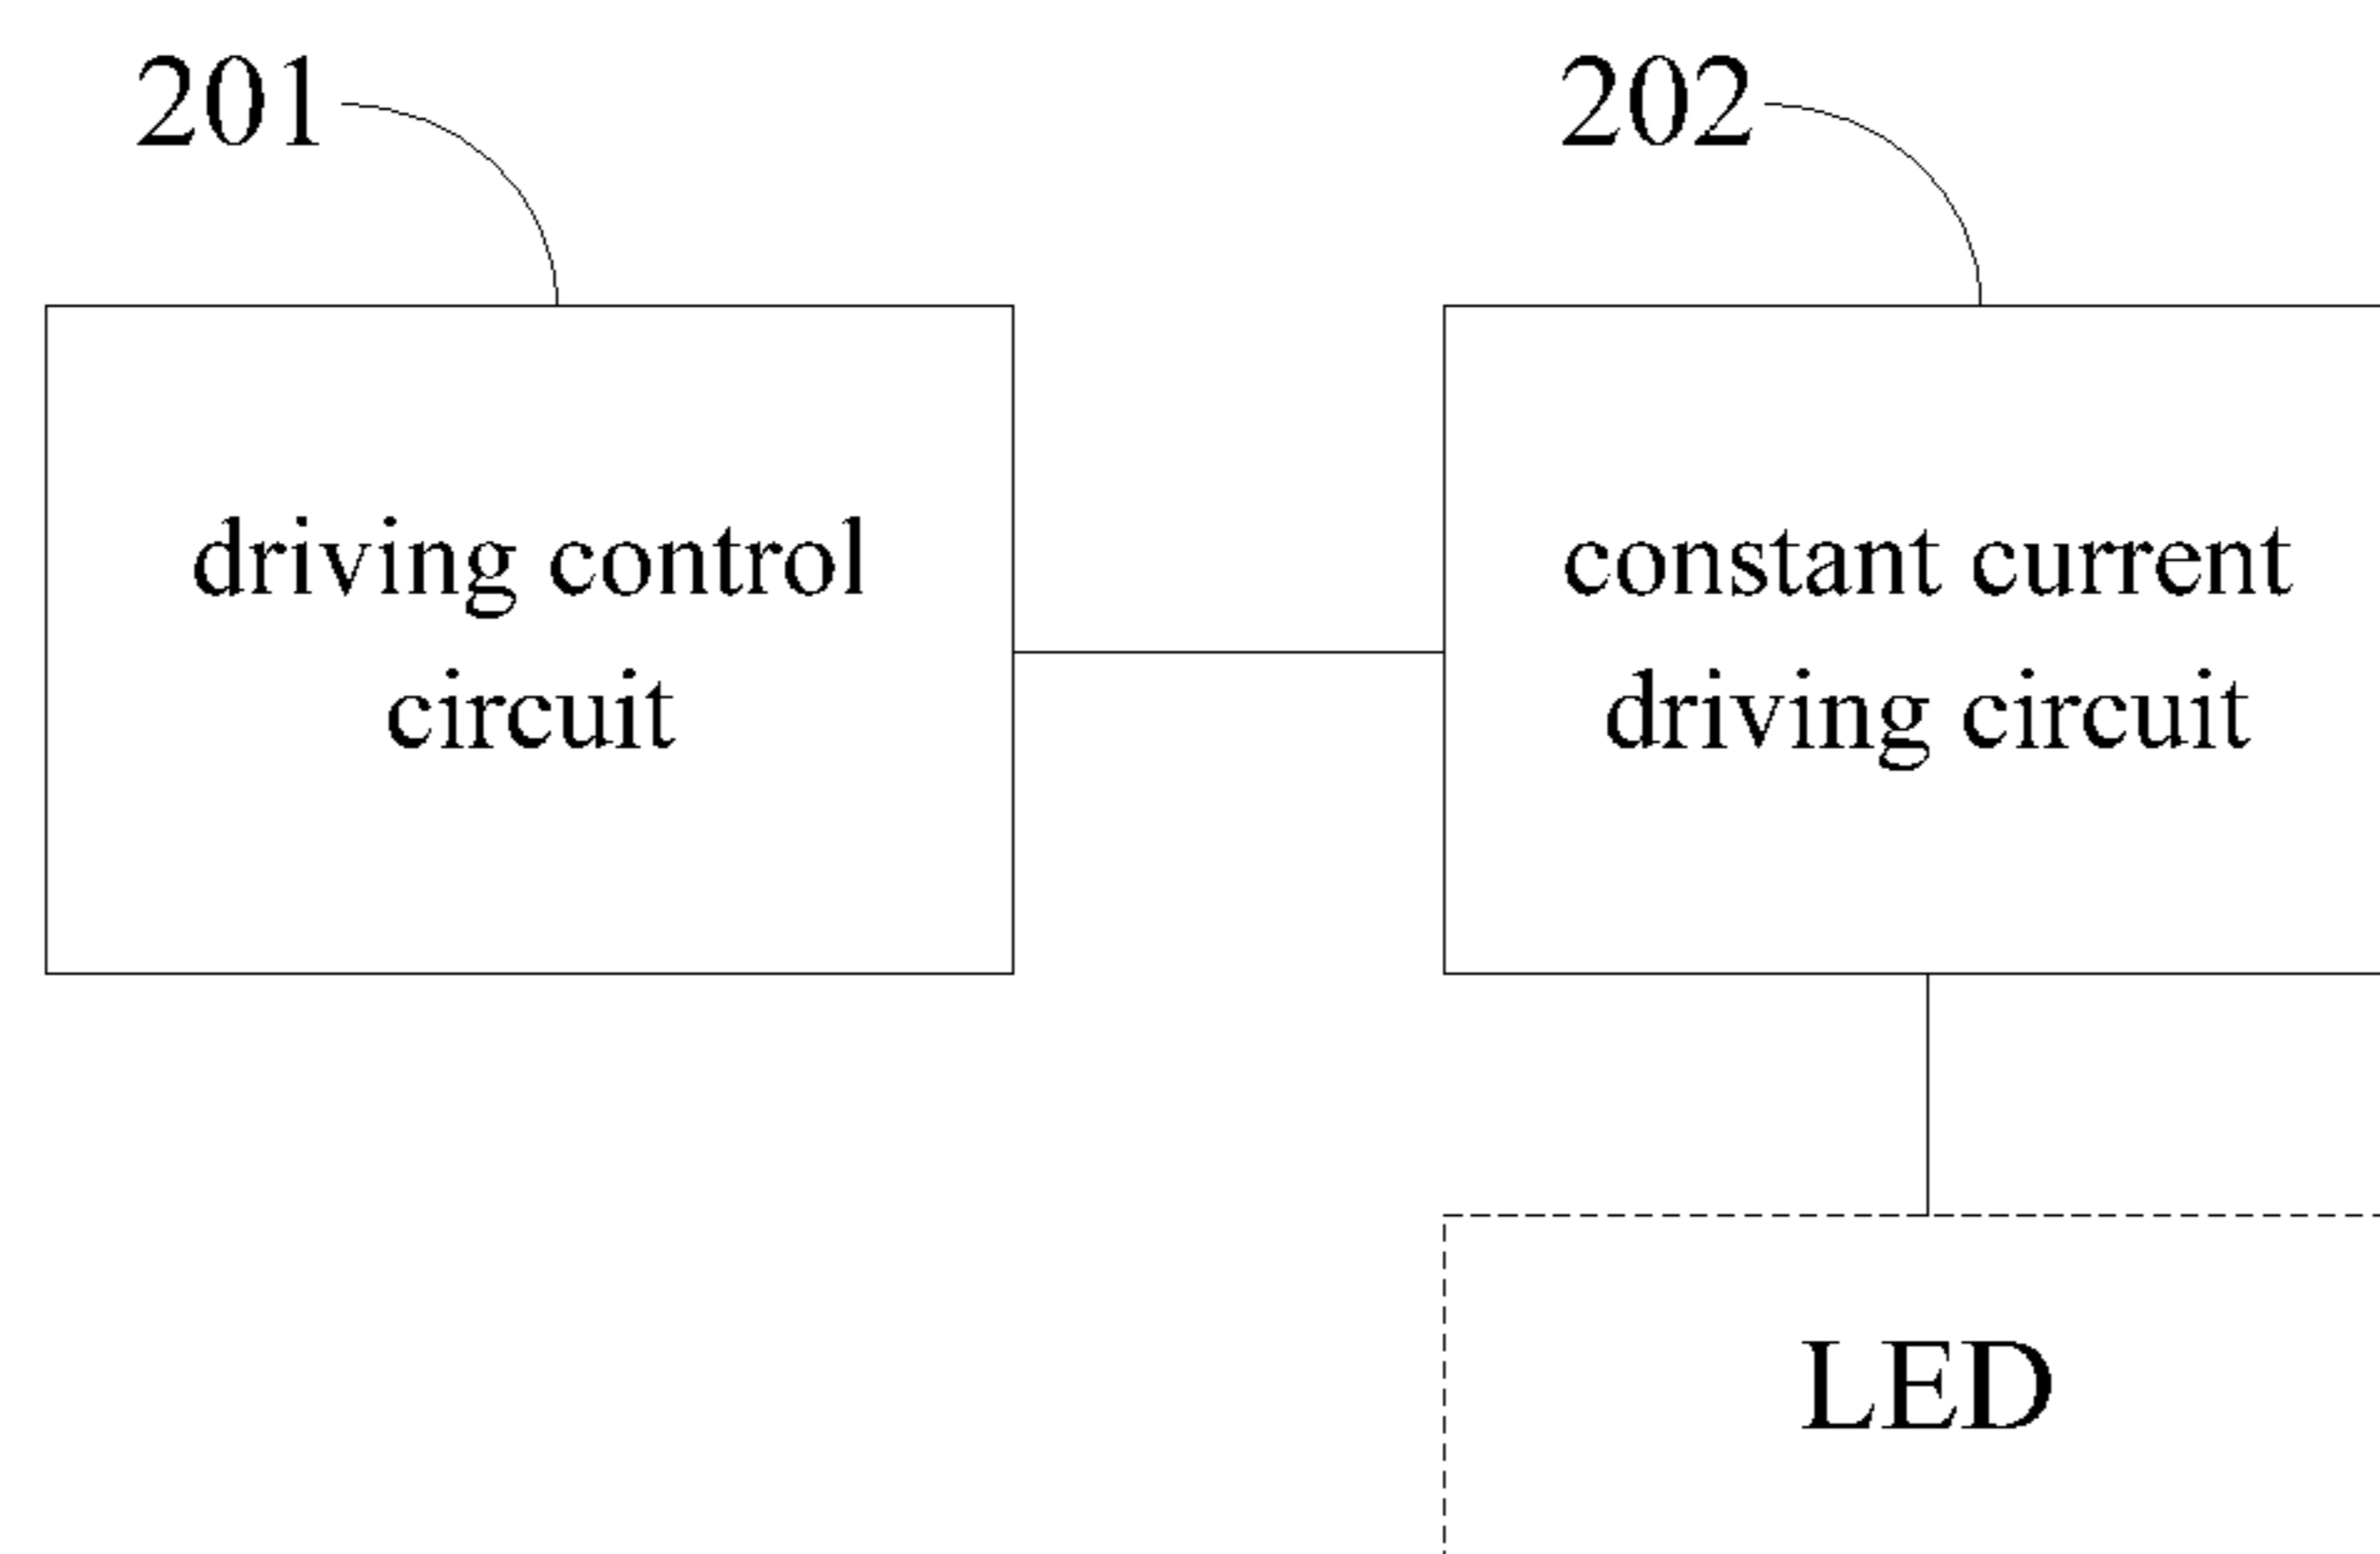 201
202
driving control
circuit
constant current
driving circuit
LED